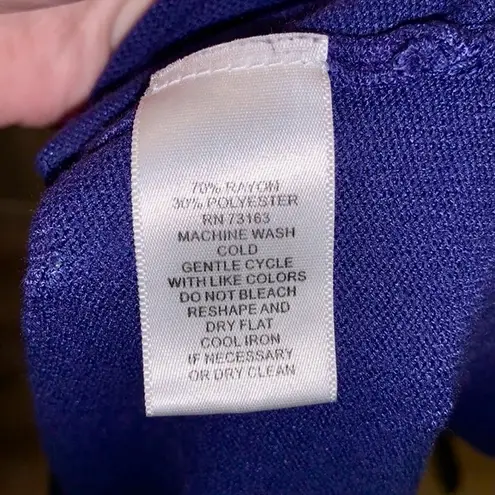 70% RAYON
30% POLYESTER
RN 73163
MACHINE WASH
COLD
GENTLE CYCLE
WITH LIKE COLORS
DO NOT BLEACH
RESHAPE AND
DRY FLAT
COOL IRON
IF NECESSARY
OR DRY CLEAN